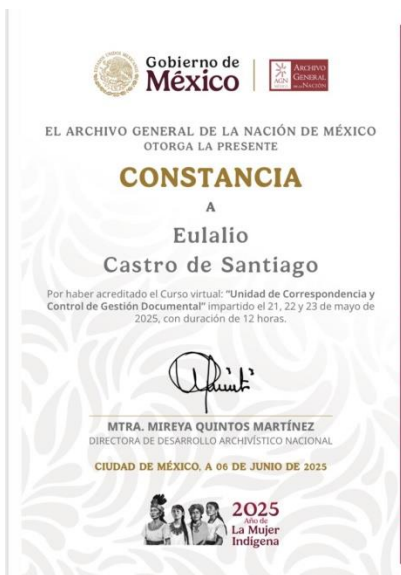 Gobierno de
México
AGN
ARCHIVO
GENERAL
DE LA NACIÓN
EL ARCHIVO GENERAL DE LA NACIÓN DE MÉXICO
OTORGA LA PRESENTE
CONSTANCIA
A
Eulalio
Castro de Santiago
Por haber acreditado el Curso virtual: "Unidad de Correspondencia y
Control de Gestión Documental" impartido el 21, 22 y 23 de mayo de
2025, con duración de 12 horas.
MTRA. MIREYA QUINTOS MARTÍNEZ
DIRECTORA DE DESARROLLO ARCHIVÍSTICO NACIONAL
CIUDAD DE MÉXICO, A 06 DE JUNIO DE 2025
2025
Año de
La Mujer
Indígena